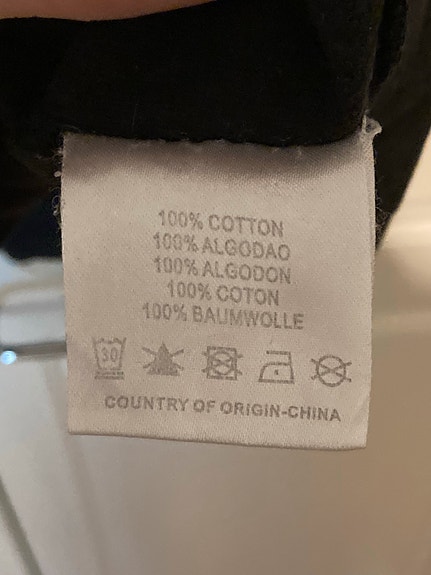 100% COTTON
100% ALGODAO
100% ALGODON
100% COTON
100% BAUMWOLLE
30
COUNTRY OF ORIGIN-CHINA